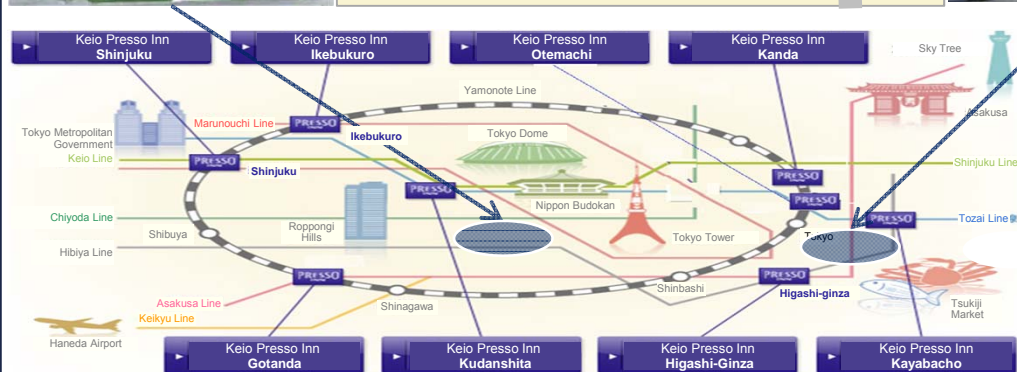 Keio Presso Inn
Shinjuku
Keio Presso Inn
Ikebukuro
Keio Presso Inn
Otemachi
Keio Presso Inn
Kanda
Sky Tree
Yamonote Line
Asakusa
Marunouchi Line
PRESSO
Ikebukuro
Tokyo Dome
Tokyo Metropolitan
Government
Keio Line
PRESSO
Shinjuku
PRESSO
Shinjuku Line
PRESSO
Nippon Budokan
PRESSO
Chiyoda Line
PRESSO
Tozai Line
Roppongi
Hills
Shibuya
Tokyo Tower
Tokyo
Hibiya Line
PRESSO
PRESSO
Shinbashi
Higashi-ginza
Asakusa Line
Shinagawa
Tsukiji
Market
Keikyu Line
Haneda Airport
Keio Presso Inn
Gotanda
Keio Presso Inn
Kudanshita
Keio Presso Inn
Higashi-Ginza
Keio Presso Inn
Kayabacho